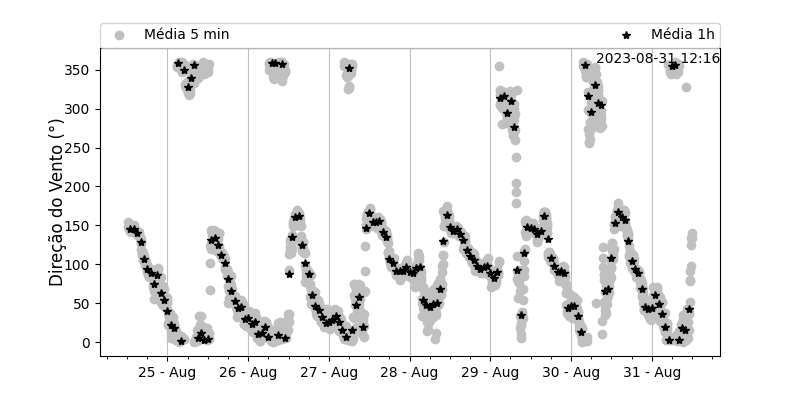 Média 5 min
Média 1h
2023-08-31 12:16
Direção do Vento (°)
350
300
250
200
150
100
50
0
25 - Aug
26 - Aug
27 - Aug
28 - Aug
29 - Aug
30 - Aug
31 - Aug